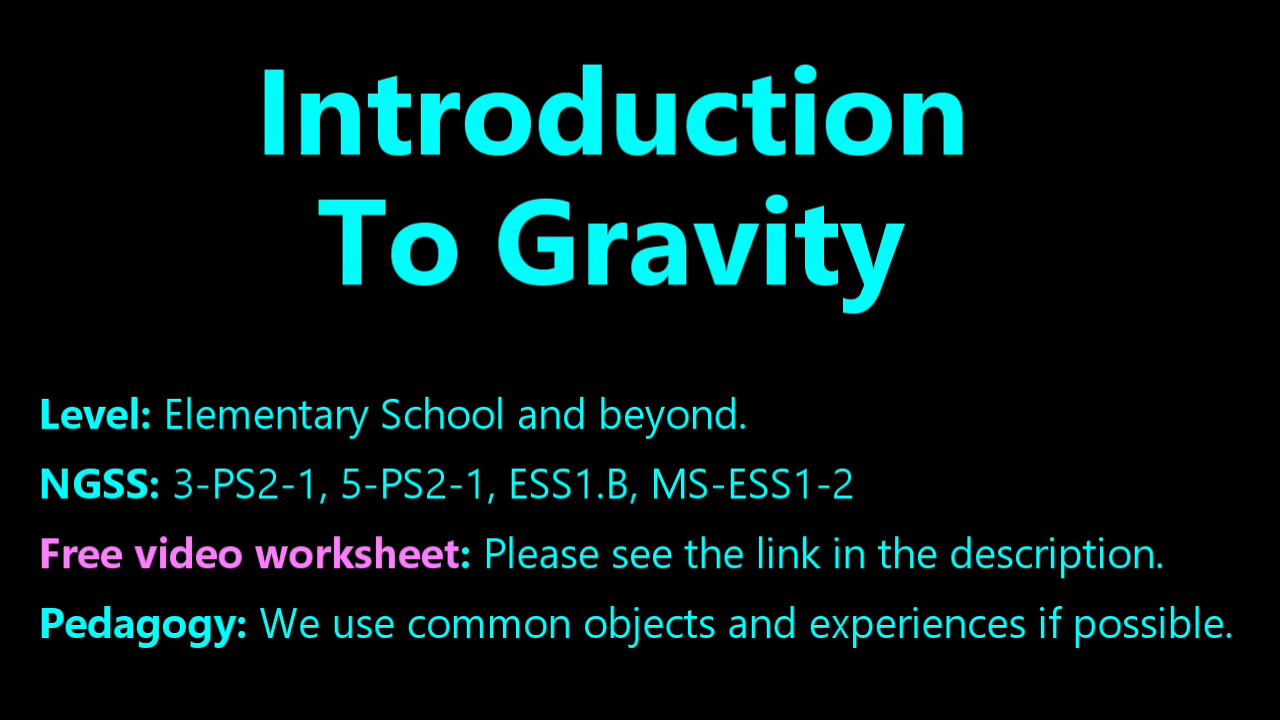 Introduction
To Gravity
Level: Elementary School and beyond.
NGSS: 3-PS2-1, 5-PS2-1, ESS1.B, MS-ESS1-2
Free video worksheet: Please see the link in the description.
Pedagogy: We use common objects and experiences if possible.